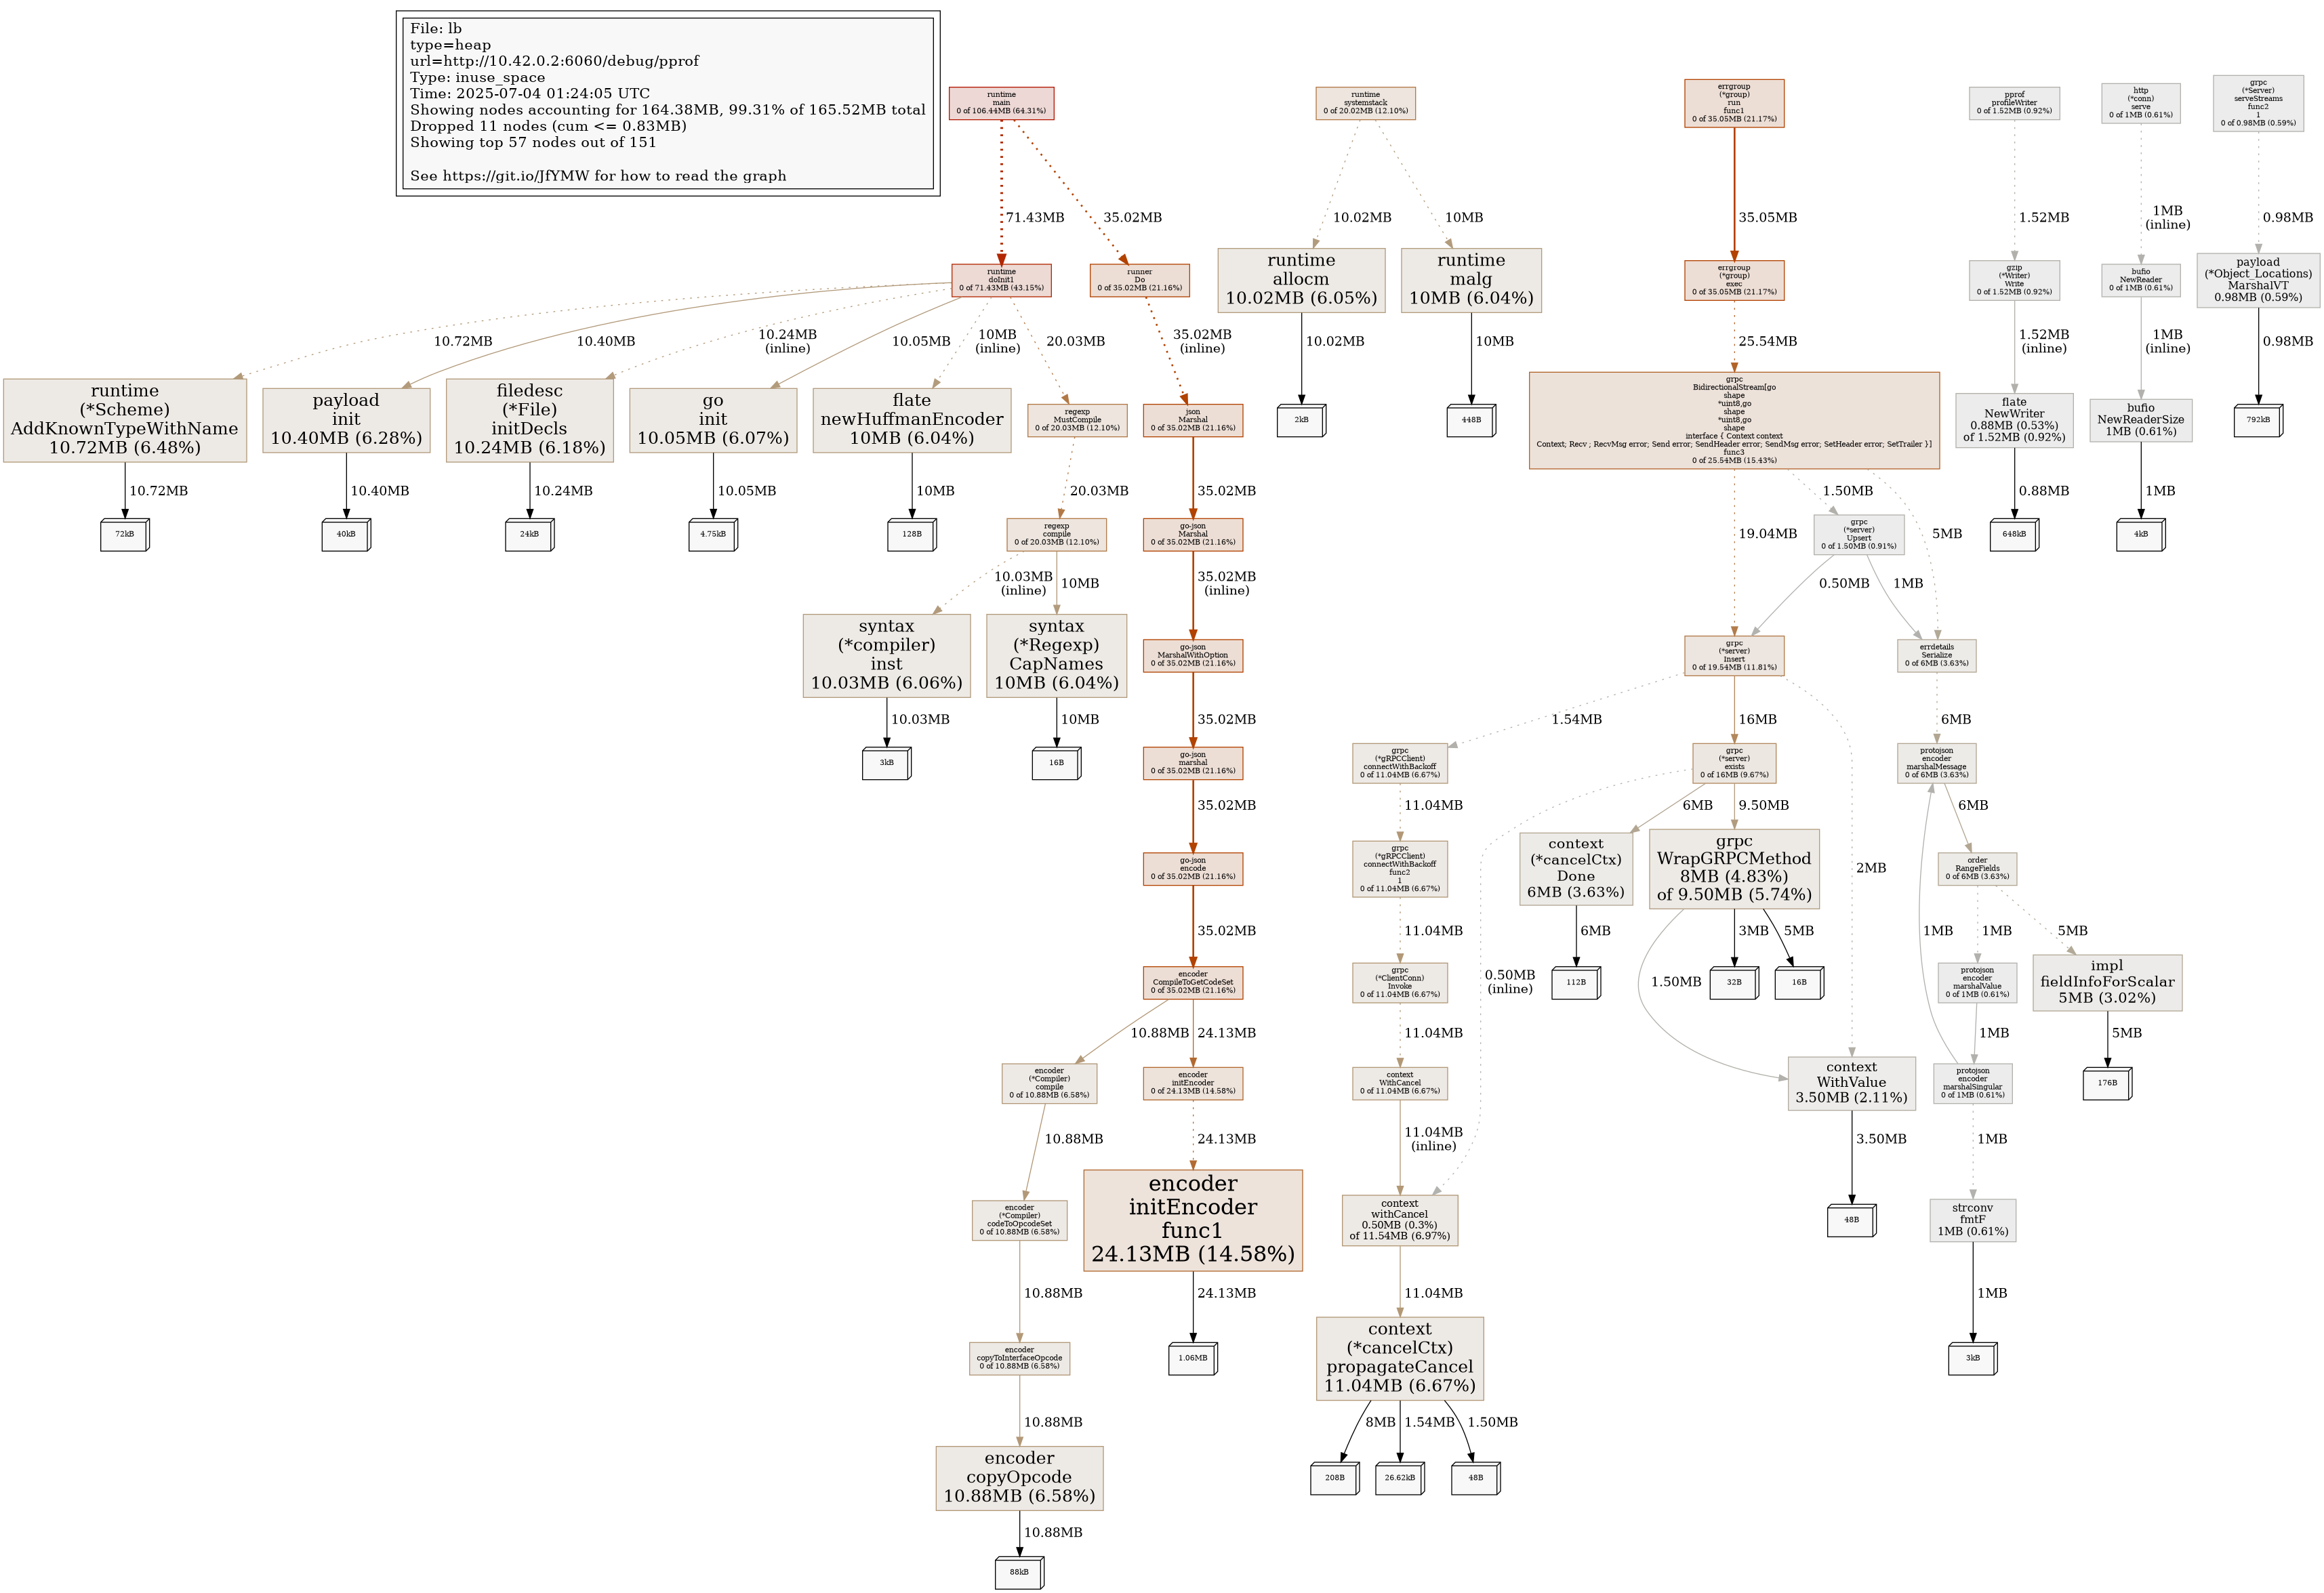 File: lb
type=heap
url=http://10.42.0.2:6060/debug/pprof
Type: inuse_space
Time: 2025-07-04 01:24:05 UTC
Showing nodes accounting for 164.38MB, 99.31% of 165.52MB total
Dropped 11 nodes (cum <= 0.83MB)
Showing top 57 nodes out of 151
See https://git.io/JfYMW for how to read the graph
runtime
main
0 of 106.44MB (64.31%)
runtime
systemstack
0 of 20.02MB (12.10%)
errgroup
(*group)
run
func1
0 of 35.05MB (21.17%)
pprof
profileWriter
0 of 1.52MB (0.92%)
http
(*conn)
serve
0 of 1MB (0.61%)
grpc
(*Server)
serveStreams
func2
1
0 of 0.98MB (0.59%)
71.43MB
35.02MB
10.02MB
10MB
35.05MB
1.52MB
1MB
(inline)
0.98MB
runtime
doInit1
0 of 71.43MB (43.15%)
runner
Do
0 of 35.02MB (21.16%)
runtime
allocm
10.02MB (6.05%)
runtime
malg
10MB (6.04%)
errgroup
(*group)
exec
0 of 35.05MB (21.17%)
gzip
(*Writer)
Write
0 of 1.52MB (0.92%)
bufio
NewReader
0 of 1MB (0.61%)
payload
(*Object_Locations)
MarshalVT
0.98MB (0.59%)
10.72MB
10.40MB
10.24MB
(inline)
10.05MB
10MB
(inline)
20.03MB
35.02MB
(inline)
10.02MB
10MB
25.54MB
1.52MB
(inline)
1MB
(inline)
0.98MB
runtime
(*Scheme)
AddKnownTypeWithName
10.72MB (6.48%)
payload
init
10.40MB (6.28%)
filedesc
(*File)
initDecls
10.24MB (6.18%)
go
init
10.05MB (6.07%)
flate
newHuffmanEncoder
10MB (6.04%)
regexp
MustCompile
0 of 20.03MB (12.10%)
json
Marshal
0 of 35.02MB (21.16%)
2kB
448B
grpc
BidirectionalStream[go
shape
*uint8,go
shape
*uint8,go
shape
interface { Context context
Context; Recv ; RecvMsg error; Send error; SendHeader error; SendMsg error; SetHeader error; SetTrailer }]
func3
0 of 25.54MB (15.43%)
flate
NewWriter
0.88MB (0.53%)
of 1.52MB (0.92%)
bufio
NewReaderSize
1MB (0.61%)
792kB
10.72MB
10.40MB
10.24MB
10.05MB
10MB
20.03MB
35.02MB
19.04MB
1.50MB
5MB
0.88MB
1MB
72kB
40kB
24kB
4.75kB
128B
regexp
compile
0 of 20.03MB (12.10%)
go-json
Marshal
0 of 35.02MB (21.16%)
grpc
(*server)
Upsert
0 of 1.50MB (0.91%)
648kB
4kB
10.03MB
(inline)
10MB
35.02MB
(inline)
0.50MB
1MB
syntax
(*compiler)
inst
10.03MB (6.06%)
syntax
(*Regexp)
CapNames
10MB (6.04%)
go-json
MarshalWithOption
0 of 35.02MB (21.16%)
grpc
(*server)
Insert
0 of 19.54MB (11.81%)
errdetails
Serialize
0 of 6MB (3.63%)
10.03MB
10MB
35.02MB
1.54MB
16MB
2MB
6MB
3kB
16B
go-json
marshal
0 of 35.02MB (21.16%)
grpc
(*gRPCClient)
connectWithBackoff
0 of 11.04MB (6.67%)
grpc
(*server)
exists
0 of 16MB (9.67%)
protojson
encoder
marshalMessage
0 of 6MB (3.63%)
35.02MB
11.04MB
0.50MB
(inline)
6MB
9.50MB
6MB
go-json
encode
0 of 35.02MB (21.16%)
grpc
(*gRPCClient)
connectWithBackoff
func2
1
0 of 11.04MB (6.67%)
context
(*cancelCtx)
Done
6MB (3.63%)
grpc
WrapGRPCMethod
8MB (4.83%)
of 9.50MB (5.74%)
order
RangeFields
0 of 6MB (3.63%)
35.02MB
11.04MB
6MB
1.50MB
3MB
5MB
1MB
1MB
5MB
encoder
CompileToGetCodeSet
0 of 35.02MB (21.16%)
grpc
(*ClientConn)
Invoke
0 of 11.04MB (6.67%)
112B
32B
16B
protojson
encoder
marshalValue
0 of 1MB (0.61%)
impl
fieldInfoForScalar
5MB (3.02%)
10.88MB
24.13MB
11.04MB
1MB
5MB
encoder
(*Compiler)
compile
0 of 10.88MB (6.58%)
encoder
initEncoder
0 of 24.13MB (14.58%)
context
WithCancel
0 of 11.04MB (6.67%)
context
WithValue
3.50MB (2.11%)
protojson
encoder
marshalSingular
0 of 1MB (0.61%)
176B
10.88MB
24.13MB
11.04MB
(inline)
3.50MB
1MB
encoder
(*Compiler)
codeToOpcodeSet
0 of 10.88MB (6.58%)
encoder
initEncoder
func1
24.13MB (14.58%)
context
withCancel
0.50MB (0.3%)
of 11.54MB (6.97%)
48B
strconv
fmtF
1MB (0.61%)
10.88MB
24.13MB
11.04MB
1MB
encoder
copyToInterfaceOpcode
0 of 10.88MB (6.58%)
1.06MB
context
(*cancelCtx)
propagateCancel
11.04MB (6.67%)
3kB
10.88MB
8MB
1.54MB
1.50MB
encoder
copyOpcode
10.88MB (6.58%)
208B
26.62kB
48B
10.88MB
88kB